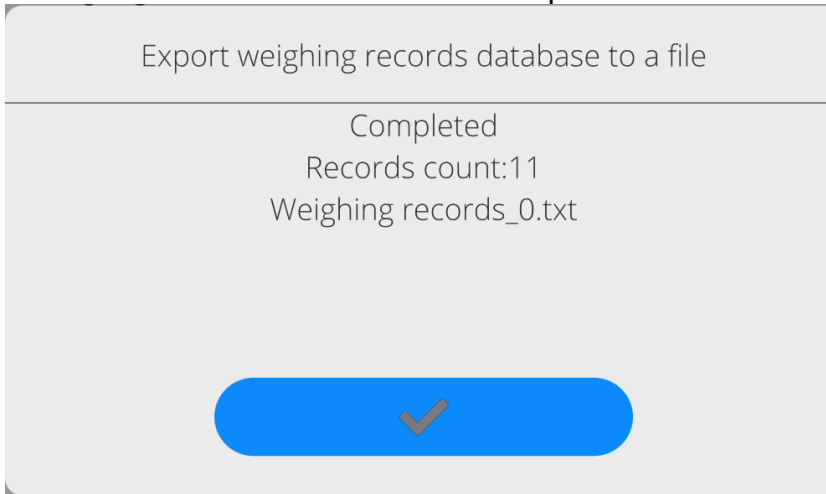 Export weighing records database to a file
Completed
Records count:11
Weighing records_0.txt